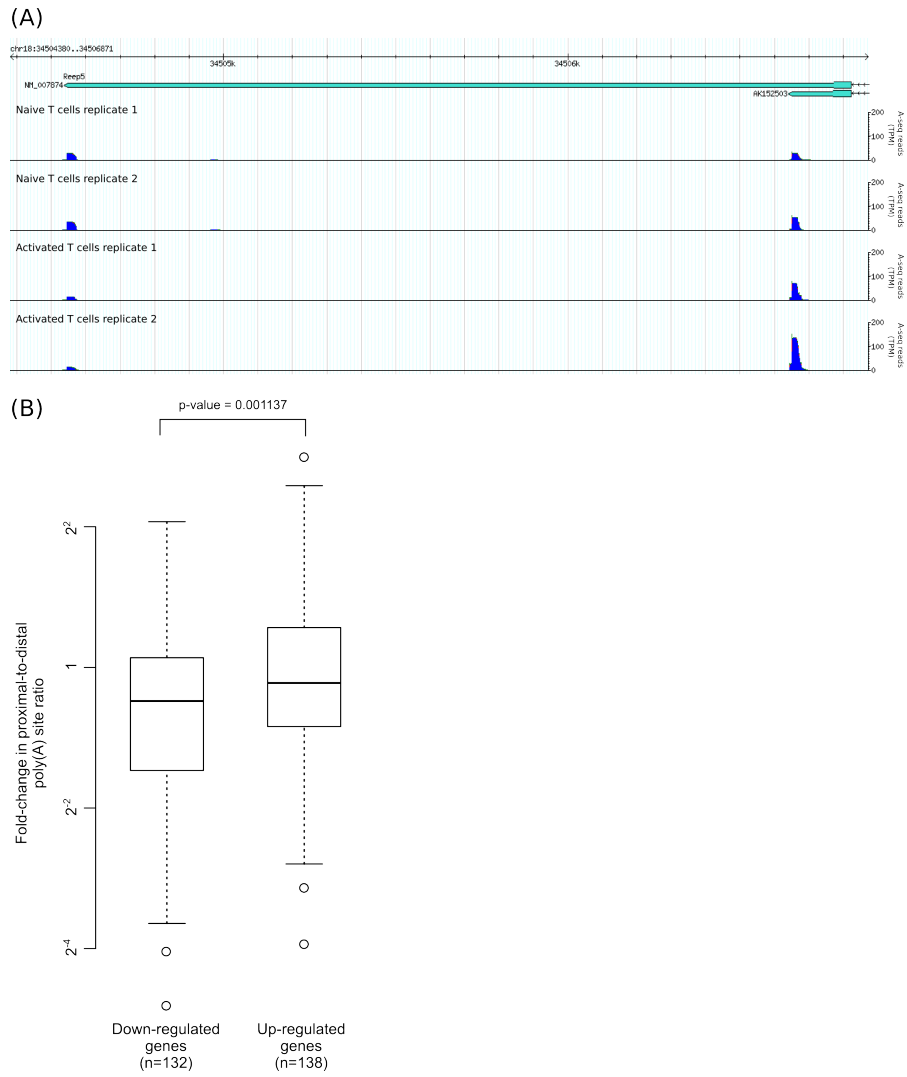 (A)
chr18:34504380..34506871
34505k
34506k
Reep5
NM_007874
AK152503
Naive T cells replicate 1
200
100
0
A-seq reads
(TPM)
Naive T cells replicate 2
200
100
0
A-seq reads
(TPM)
Activated T cells replicate 1
200
100
0
A-seq reads
(TPM)
Activated T cells replicate 2
200
100
0
A-seq reads
(TPM)
(B)
p-value = 0.001137
2²
1
2⁻²
2⁻⁴
Fold-change in proximal-to-distal
poly(A) site ratio
Down-regulated
genes
(n=132)
Up-regulated
genes
(n=138)